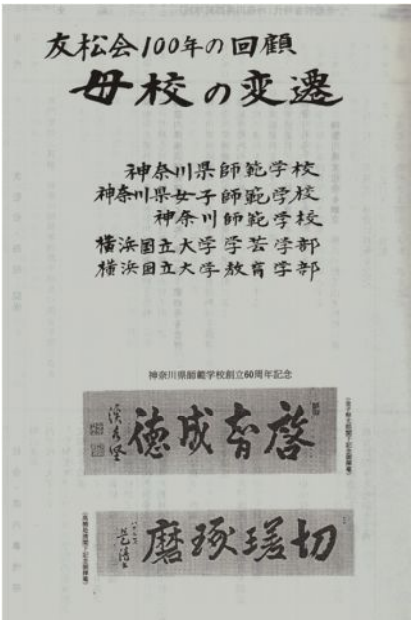 友松会100年の回顧
母校の変遷
神奈川県師範学校
神奈川県女子師範学校
神奈川師範学校
横浜国立大学学芸学部
横浜国立大学教育学部
神奈川県師範学校創立60周年記念
啓智成徳
切瑳琢磨